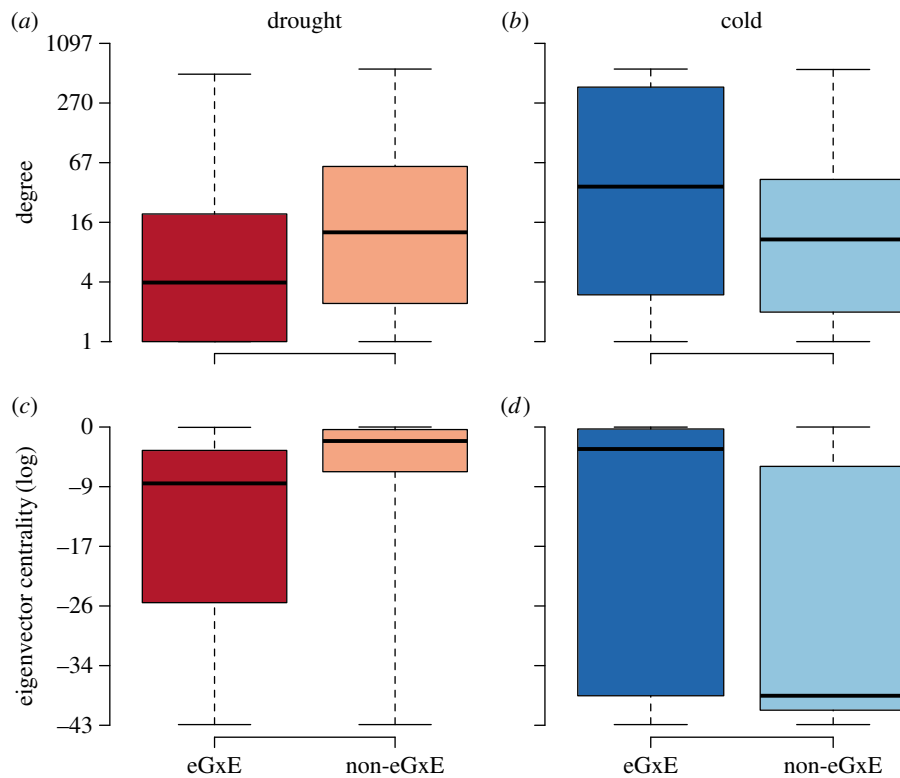 (a) drought
(b) cold
1097
270
67
16
4
1
degree
(c)
(d)
0
–9
–17
–26
–34
–43
eigenvector centrality (log)
eGxE non-eGxE eGxE non-eGxE